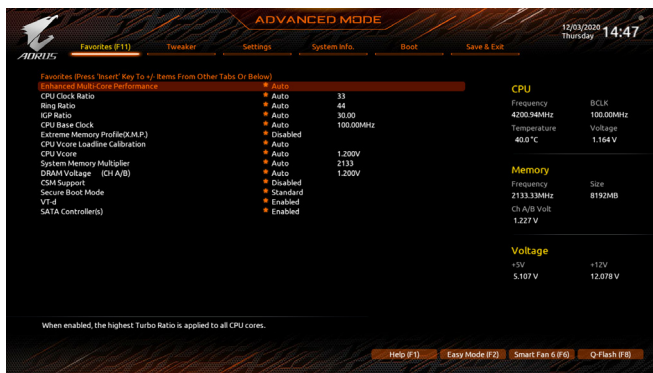 ADVANCED MODE
12/03/2020
Thursday
14:47
AORUS
Favorites (F11)
Tweaker
Settings
System Info.
Boot
Save & Exit
Favorites (Press 'Insert' Key To +/- Items From Other Tabs Or Below)
Enhanced Multi-Core Performance Auto
CPU Clock Ratio Auto 33
Ring Ratio Auto 44
IGP Ratio Auto 30.00
CPU Base Clock Auto 100.00MHz
Extreme Memory Profile(X.M.P.) Disabled
CPU Vcore Loadline Calibration Auto
CPU Vcore Auto 1.200V
System Memory Multiplier Auto 2133
DRAM Voltage (CH A/B) Auto 1.200V
CSM Support Disabled
Secure Boot Mode Standard
VT-d Enabled
SATA Controller(s) Enabled
CPU
Frequency BCLK
4200.94MHz 100.00MHz
Temperature Voltage
40.0 °C 1.164 V
Memory
Frequency Size
2133.33MHz 8192MB
Ch A/B Volt
1.227 V
Voltage
+5V +12V
5.107 V 12.078 V
When enabled, the highest Turbo Ratio is applied to all CPU cores.
Help (F1)
Easy Mode (F2)
Smart Fan 6 (F6)
Q-Flash (F8)